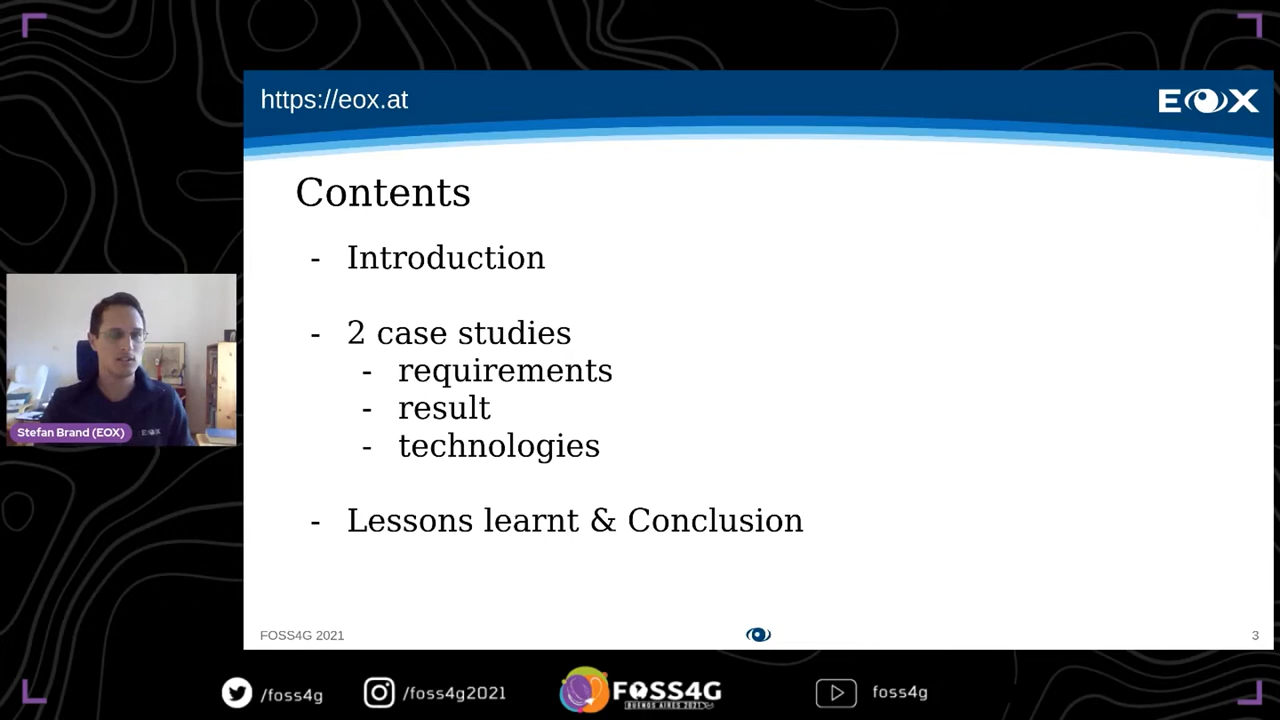 https://eox.at
EOX
Contents
- Introduction
- 2 case studies
- requirements
- result
- technologies
- Lessons learnt & Conclusion
Stefan Brand (EOX)
EOX
FOSS4G 2021
3
/foss4g
/foss4g2021
FOSS4G
BUENOS AIRES 2021
foss4g